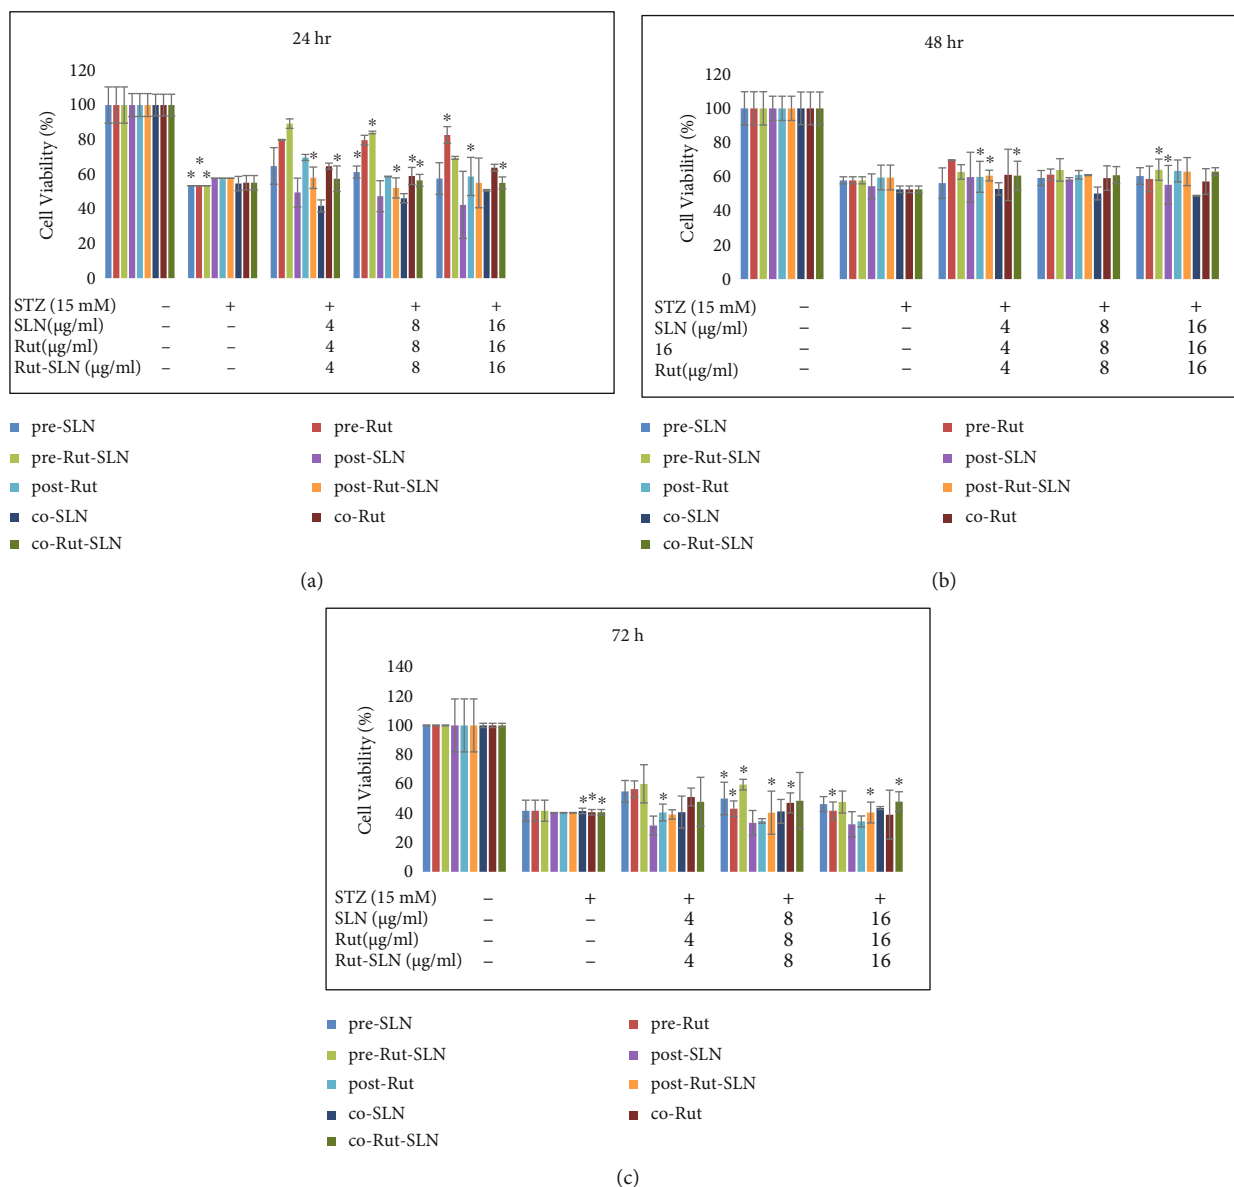 24 hr
Cell Viability (%)
120
100
80
60
40
20
0
* * * * * * * * * * * * * *
STZ (15 mM) – + + + +
SLN(μg/ml) – – 4 8 16
Rut(μg/ml) – – 4 8 16
Rut-SLN (μg/ml) – – 4 8 16
pre-SLN pre-Rut
pre-Rut-SLN post-SLN
post-Rut post-Rut-SLN
co-SLN co-Rut
co-Rut-SLN
(a)
48 hr
Cell Viability (%)
120
100
80
60
40
20
0
* * * * *
STZ (15 mM) – + + + +
SLN (μg/ml) – – 4 8 16
16 – – 4 8 16
Rut(μg/ml) – – 4 8 16
pre-SLN pre-Rut
pre-Rut-SLN post-SLN
post-Rut post-Rut-SLN
co-SLN co-Rut
co-Rut-SLN
(b)
72 h
Cell Viability (%)
140
120
100
80
60
40
20
0
* * * * * * * * * * * *
STZ (15 mM) – + + + +
SLN (μg/ml) – – 4 8 16
Rut(μg/ml) – – 4 8 16
Rut-SLN (μg/ml) – – 4 8 16
pre-SLN pre-Rut
pre-Rut-SLN post-SLN
post-Rut post-Rut-SLN
co-SLN co-Rut
co-Rut-SLN
(c)